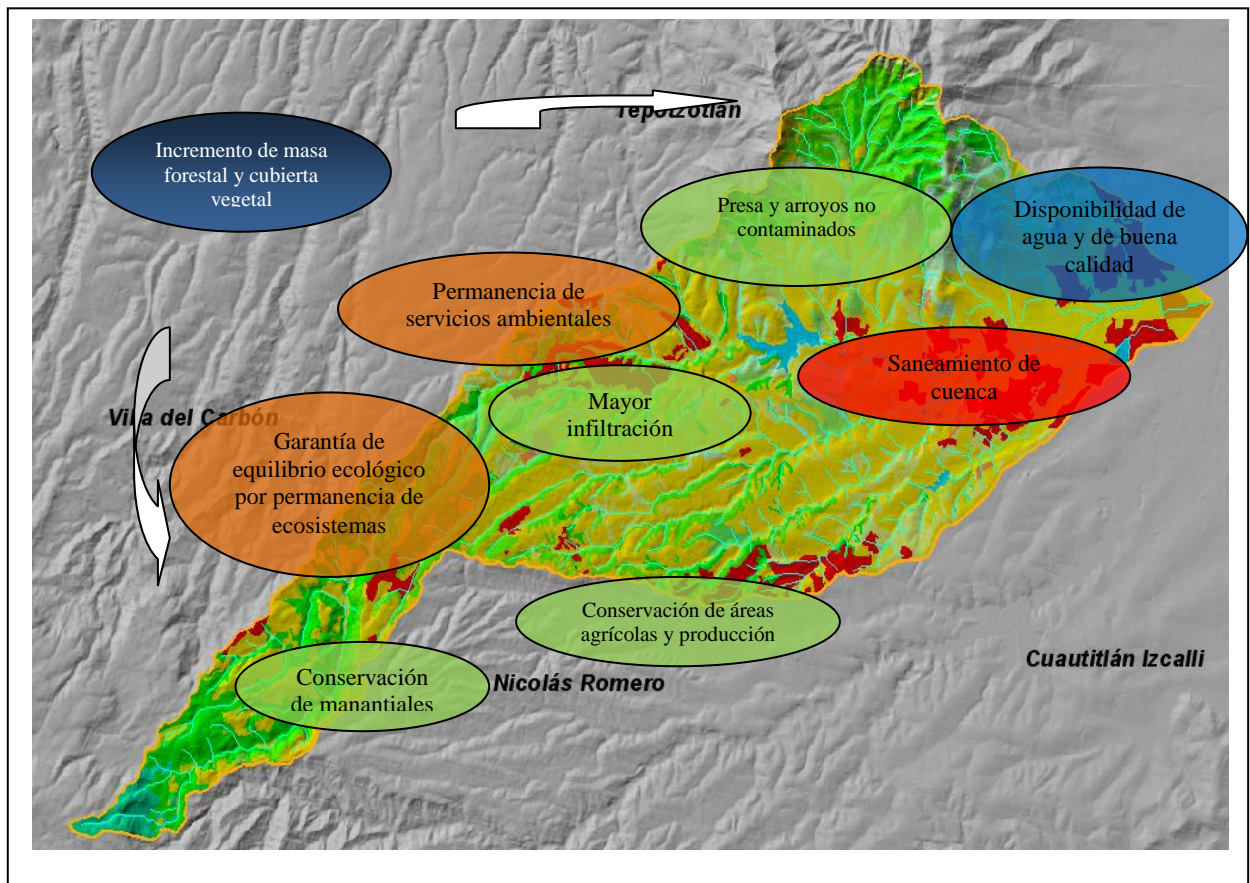 Tepotzotlán
Incremento de masa
forestal y cubierta
vegetal
Presa y arroyos no
contaminados
Disponibilidad de
agua y de buena
calidad
Permanencia de
servicios ambientales
Saneamiento de
cuenca
Mayor
infiltración
Villa del Carbón
Garantía de
equilibrio ecológico
por permanencia de
ecosistemas
Conservación de áreas
agrícolas y producción
Cuautitlán Izcalli
Conservación
de manantiales
Nicolás Romero